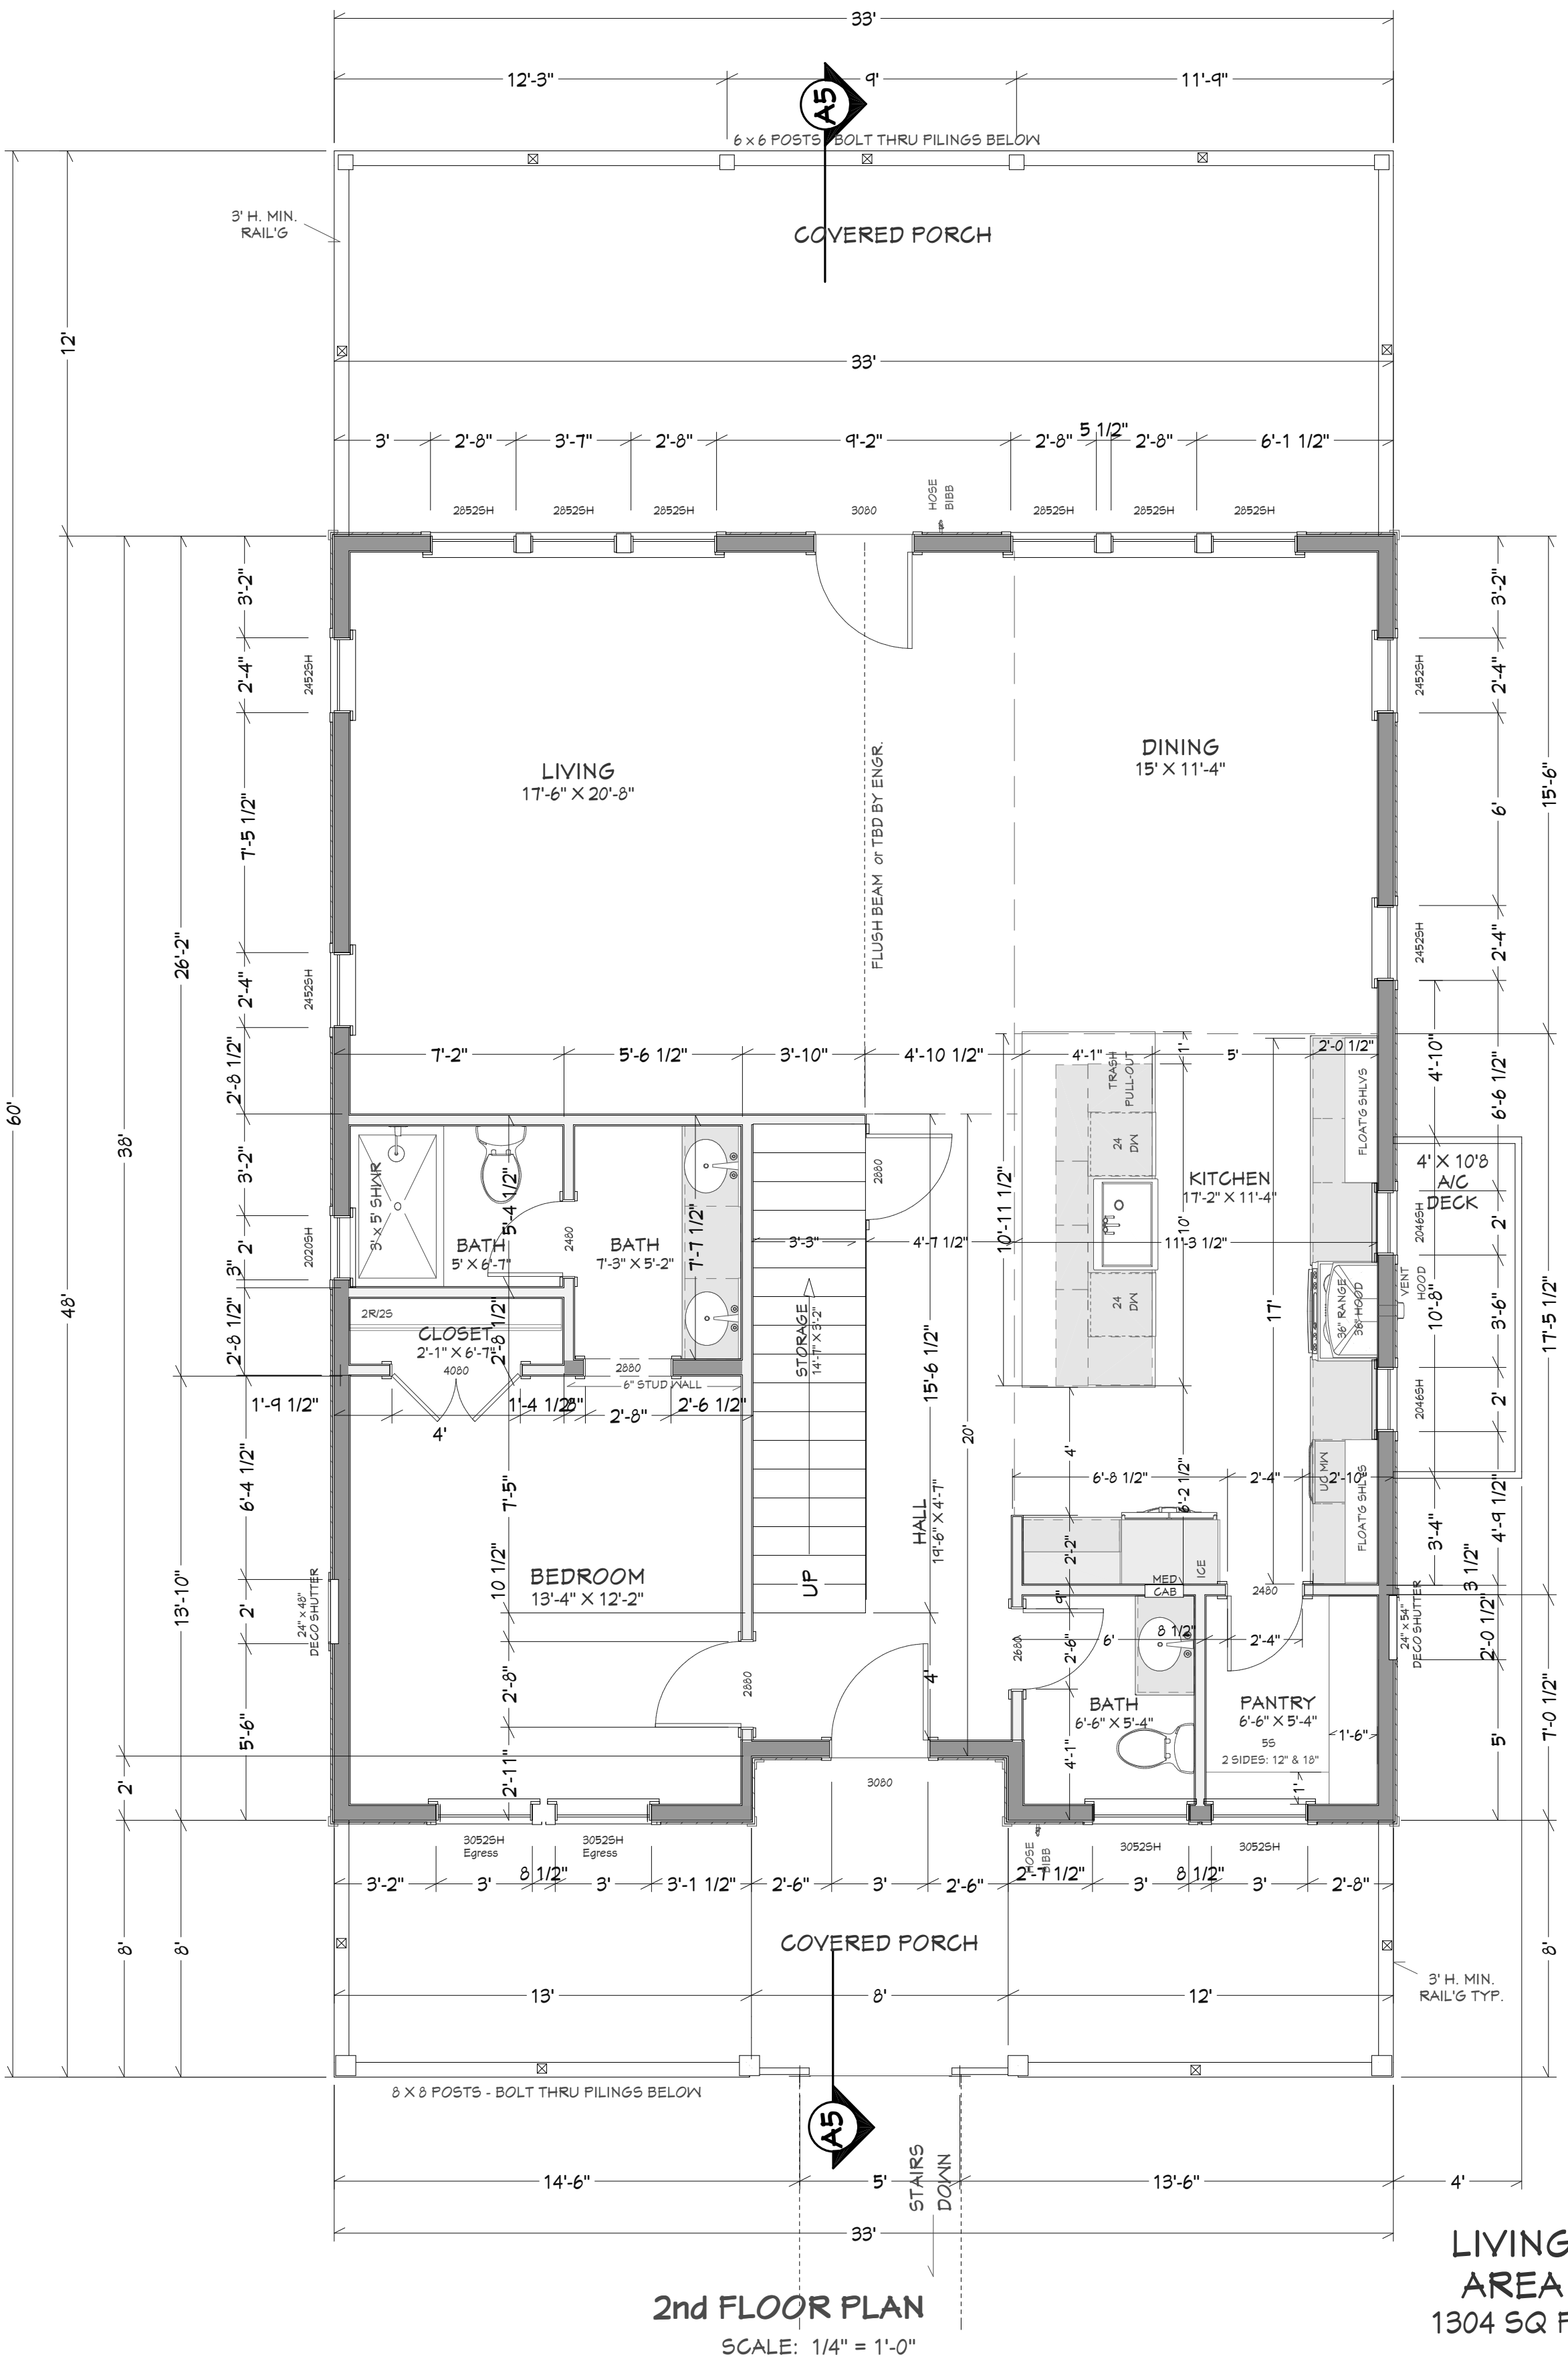 33'
12'-3"
9'
11'-9"
A5
6 x 6 POSTS - BOLT THRU PILINGS BELOW
3' H. MIN.
RAIL'G
COVERED PORCH
12'
33'
3'
2'-8"
3'-7"
2'-8"
9'-2"
2'-8"
5 1/2"
2'-8"
6'-1 1/2"
2852SH
2852SH
2852SH
3080
HOSE
BIBB
2852SH
2852SH
2852SH
3'-2"
2'-4"
7'-5 1/2"
2'-4"
2'-8 1/2"
3'-2"
2'
3"
2'-8 1/2"
6'-4 1/2"
2'
5'-6"
26'-2"
13'-10"
8'
38'
2'
8'
48'
60'
2452SH
2452SH
2020SH
24" x 48"
DECO SHUTTER
LIVING
17'-6" X 20'-8"
FLUSH BEAM or TBD BY ENGR.
DINING
15' X 11'-4"
2452SH
2452SH
3'-2"
2'-4"
6'
2'-4"
6'-6 1/2"
2'
3'-6"
2'
4'-9 1/2"
3 1/2"
2'-0 1/2"
5'
15'-6"
17'-5 1/2"
7'-0 1/2"
8'
4'-10"
10'-8"
3'-4"
7'-2"
5'-6 1/2"
3'-10"
4'-10 1/2"
4'-1"
1'
5'
2'-0 1/2"
TRASH
PULL-OUT
24
DW
24
DW
FLOAT'G SHLVS
KITCHEN
17'-2" X 11'-4"
4' X 10'8
A/C
DECK
2046SH
VENT
HOOD
2046SH
36" RANGE
36" HOOD
UC MW
FLOAT'G SHLVS
10'-11 1/2"
10'
11'-3 1/2"
17'
3' x 5' SHWR
BATH
5' X 6'-7"
5'-4 1/2"
2480
BATH
7'-3" X 5'-2"
7'-7 1/2"
3'-3"
4'-7 1/2"
2880
STORAGE
14'-7" X 3'-2"
UP
15'-6 1/2"
20'
HALL
19'-6" X 4'-7"
2R/2S
CLOSET
2'-1" X 6'-7"
2'-8 1/2"
4080
2880
6" STUD WALL
1'-9 1/2"
4'
1'-4 1/2"
8"
2'-8"
2'-6 1/2"
7'-5"
10 1/2"
2'-8"
2'-11"
BEDROOM
13'-4" X 12'-2"
2880
4'
4'
6'-8 1/2"
6'-2 1/2"
2'-4"
2'-10"
2'-2"
9"
MED
CAB
ICE
2480
2680
6'
8 1/2"
2'-4"
2'-6"
4'-1"
BATH
6'-6" X 5'-4"
PANTRY
6'-6" X 5'-4"
5S
2 SIDES: 12" & 18"
1'-6"
1'
24" x 54"
DECO SHUTTER
3080
3052SH
Egress
3052SH
Egress
HOSE
BIBB
3052SH
3052SH
3'-2"
3'
8 1/2"
3'
3'-1 1/2"
2'-6"
3'
2'-6"
2'-7 1/2"
3'
8 1/2"
3'
2'-8"
COVERED PORCH
13'
8'
12'
3' H. MIN.
RAIL'G TYP.
8 X 8 POSTS - BOLT THRU PILINGS BELOW
A5
STAIRS
DOWN
14'-6"
5'
13'-6"
4'
33'
LIVING
AREA
1304 SQ F
2nd FLOOR PLAN
SCALE: 1/4" = 1'-0"